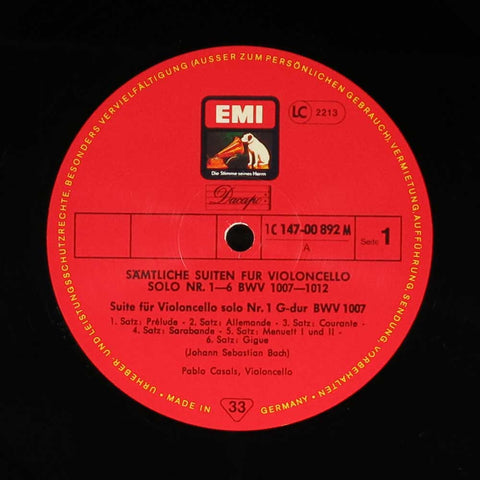 EMI
Die Stimme seines Herrn
LC 2213
Dacapo
1C 147-00 892 M
A
Seite 1
SÄMTLICHE SUITEN FUR VIOLONCELLO
SOLO NR. 1—6 BWV 1007—1012
Suite für Violoncello solo Nr. 1 G-dur BWV 1007
1. Satz: Prélude - 2. Satz: Allemande - 3. Satz: Courante -
4. Satz: Sarabande - 5. Satz: Menuett I und II -
6. Satz: Gigue
(Johann Sebastian Bach)
Pablo Casals, Violoncello
33
URHEBER- UND LEISTUNGSSCHUTZRECHTE, BESONDERS VERVIELFÄLTIGUNG (AUSSER ZUM PERSÖNLICHEN GEBRAUCH), VERMIETUNG, AUFFÜHRUNG, SENDUNG VORBEHALTEN
• MADE IN GERMANY •